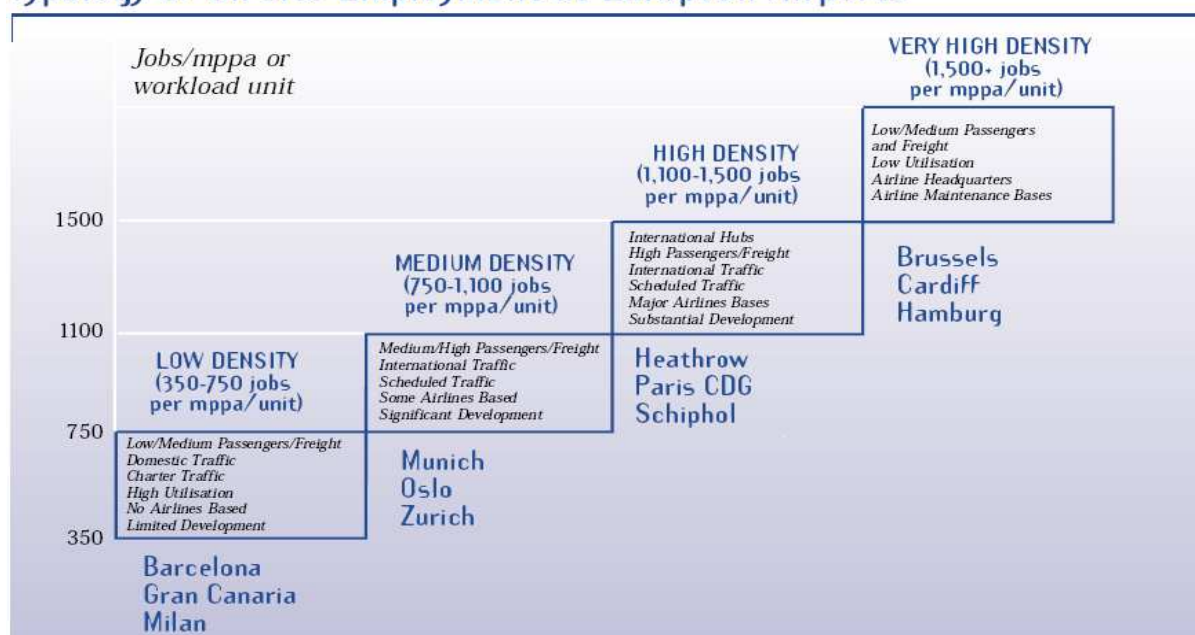 Jobs/mppa or
workload unit
VERY HIGH DENSITY
(1,500+ jobs
per mppa/unit)
Low/Medium Passengers
and Freight
Low Utilisation
Airline Headquarters
Airline Maintenance Bases
Brussels
Cardiff
Hamburg
HIGH DENSITY
(1,100-1,500 jobs
per mppa/unit)
1500
International Hubs
High Passengers/Freight
International Traffic
Scheduled Traffic
Major Airlines Bases
Substantial Development
Heathrow
Paris CDG
Schiphol
MEDIUM DENSITY
(750-1,100 jobs
per mppa/unit)
1100
Medium/High Passengers/Freight
International Traffic
Scheduled Traffic
Some Airlines Based
Significant Development
Munich
Oslo
Zurich
LOW DENSITY
(350-750 jobs
per mppa/unit)
750
Low/Medium Passengers/Freight
Domestic Traffic
Charter Traffic
High Utilisation
No Airlines Based
Limited Development
350
Barcelona
Gran Canaria
Milan